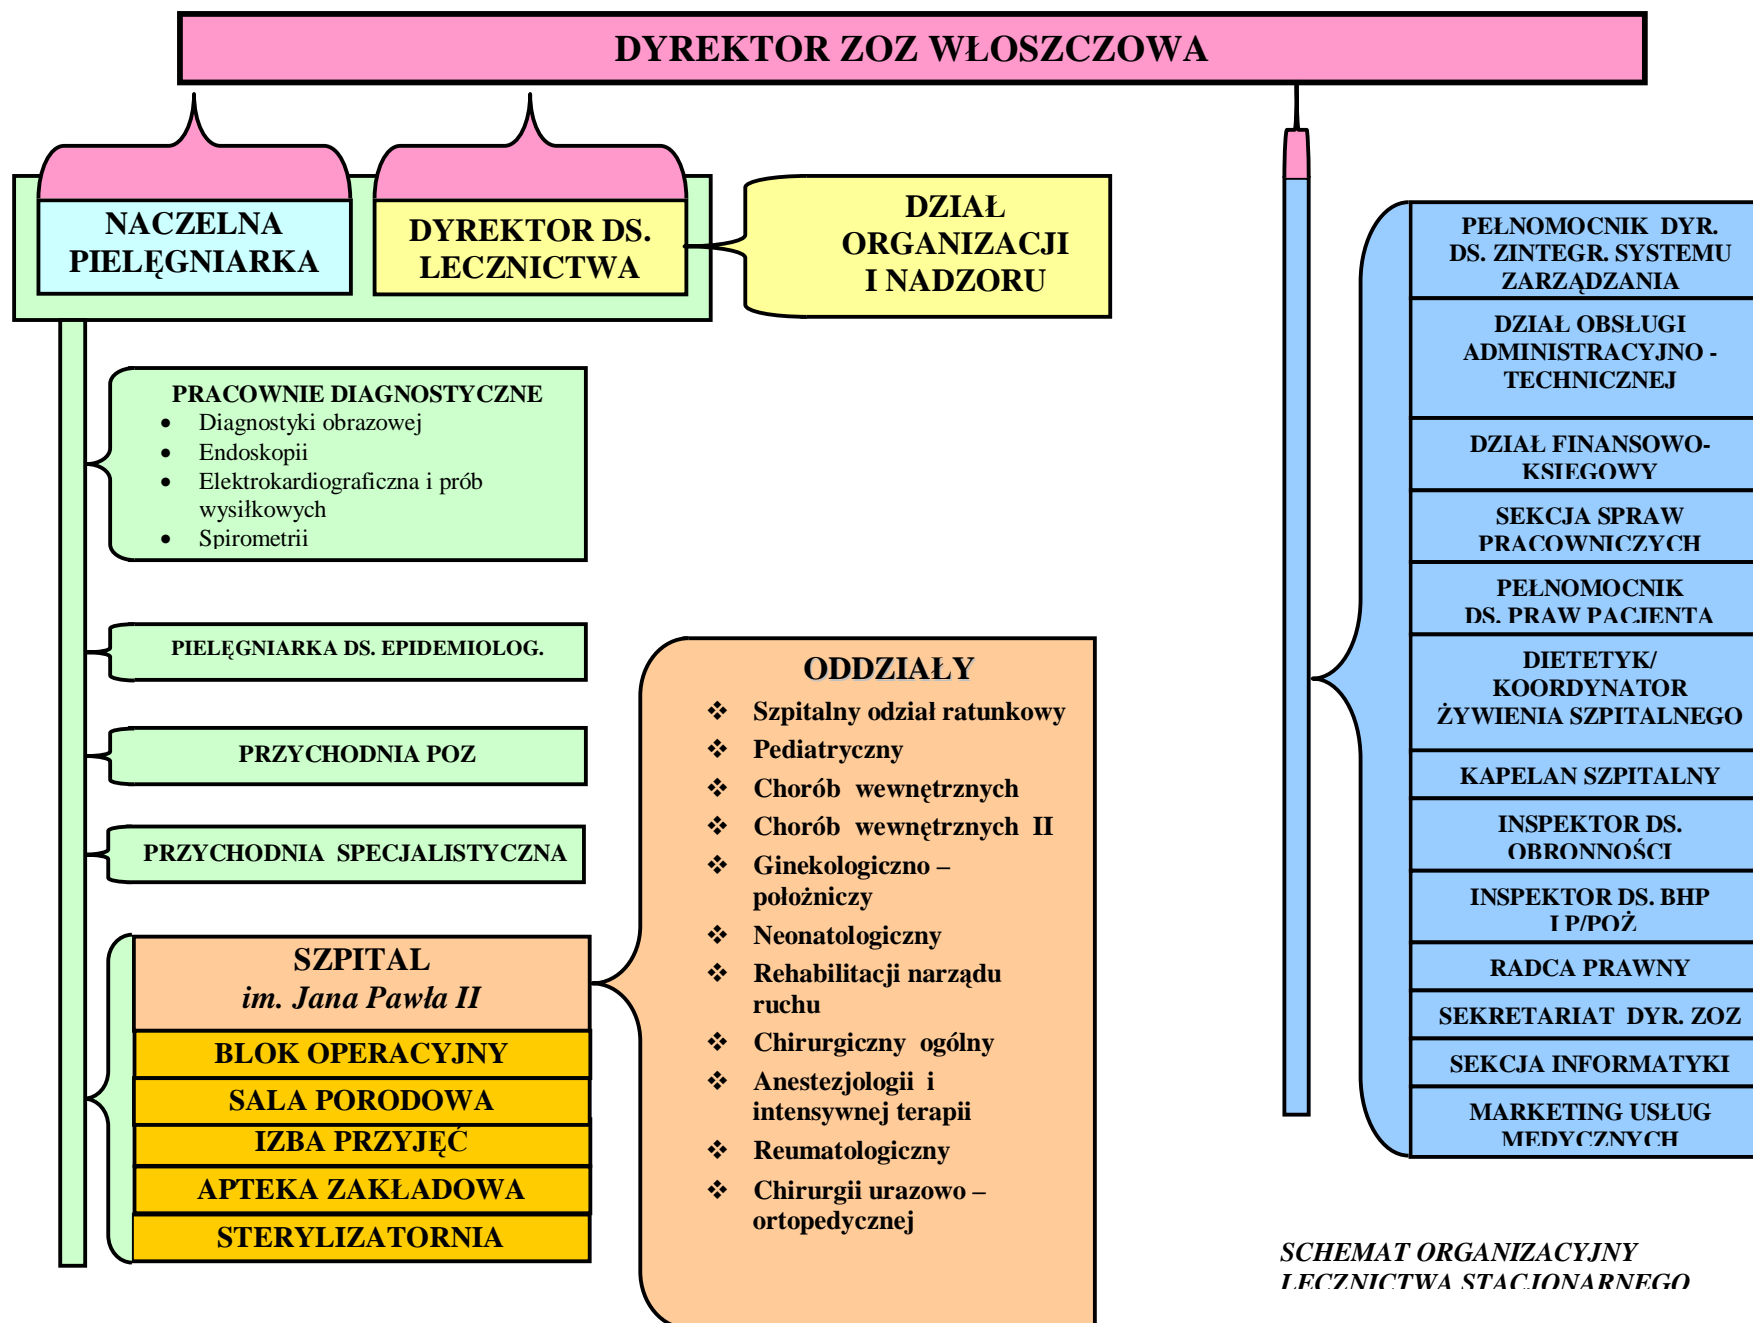 DYREKTOR ZOZ WŁOSZCZOWA
NACZELNA
PIELĘGNIARKA
DYREKTOR DS.
LECZNICTWA
DZIAŁ
ORGANIZACJI
I NADZORU
PRACOWNIE DIAGNOSTYCZNE
• Diagnostyki obrazowej
• Endoskopii
• Elektrokardiograficzna i prób
wysiłkowych
• Spirometrii
PIELĘGNIARKA DS. EPIDEMIOLOG.
PRZYCHODNIA POZ
PRZYCHODNIA SPECJALISTYCZNA
SZPITAL
im. Jana Pawła II
BLOK OPERACYJNY
SALA PORODOWA
IZBA PRZYJĘĆ
APTEKA ZAKŁADOWA
STERYLIZATORNIA
ODDZIAŁY
❖ Szpitalny odział ratunkowy
❖ Pediatryczny
❖ Chorób wewnętrznych
❖ Chorób wewnętrznych II
❖ Ginekologiczno –
położniczy
❖ Neonatologiczny
❖ Rehabilitacji narządu
ruchu
❖ Chirurgiczny ogólny
❖ Anestezjologii i
intensywnej terapii
❖ Reumatologiczny
❖ Chirurgii urazowo –
ortopedycznej
PEŁNOMOCNIK DYR.
DS. ZINTEGR. SYSTEMU
ZARZĄDZANIA
DZIAŁ OBSŁUGI
ADMINISTRACYJNO -
TECHNICZNEJ
DZIAŁ FINANSOWO-
KSIEGOWY
SEKCJA SPRAW
PRACOWNICZYCH
PEŁNOMOCNIK
DS. PRAW PACJENTA
DIETETYK/
KOORDYNATOR
ŻYWIENIA SZPITALNEGO
KAPELAN SZPITALNY
INSPEKTOR DS.
OBRONNOŚCI
INSPEKTOR DS. BHP
I P/POŻ
RADCA PRAWNY
SEKRETARIAT DYR. ZOZ
SEKCJA INFORMATYKI
MARKETING USŁUG
MEDYCZNYCH
SCHEMAT ORGANIZACYJNY
LECZNICTWA STACJONARNEGO